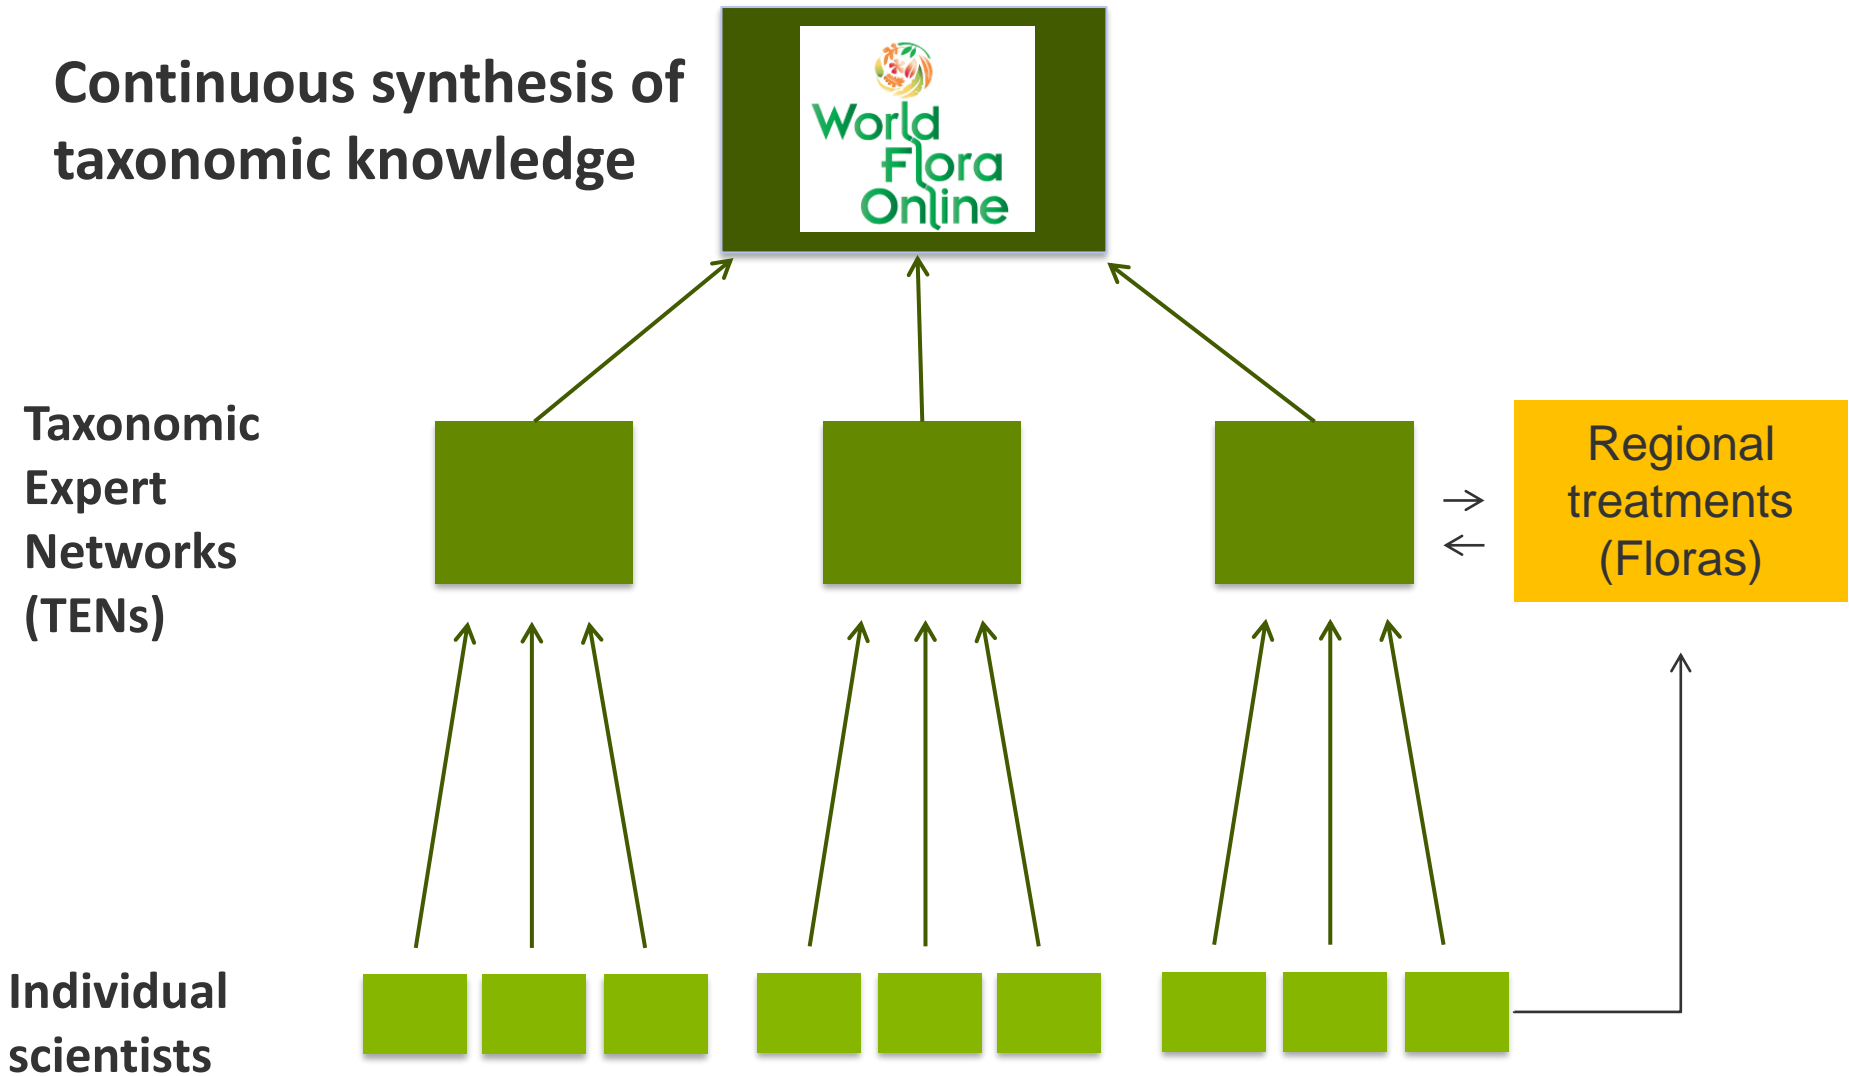 Continuous synthesis of
taxonomic knowledge
World
Flora
Online
Taxonomic
Expert
Networks
(TENs)
Regional
treatments
(Floras)
Individual
scientists